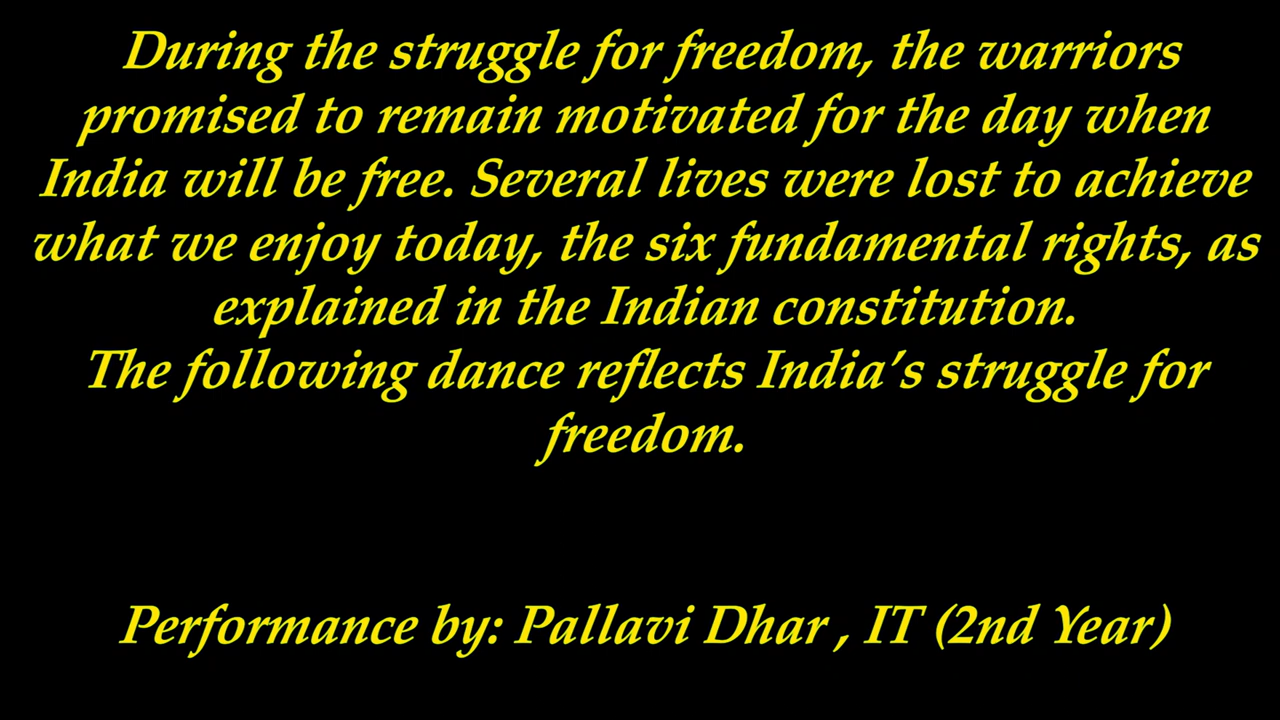 During the struggle for freedom, the warriors
promised to remain motivated for the day when
India will be free. Several lives were lost to achieve
what we enjoy today, the six fundamental rights, as
explained in the Indian constitution.
The following dance reflects India’s struggle for
freedom.
Performance by: Pallavi Dhar , IT (2nd Year)